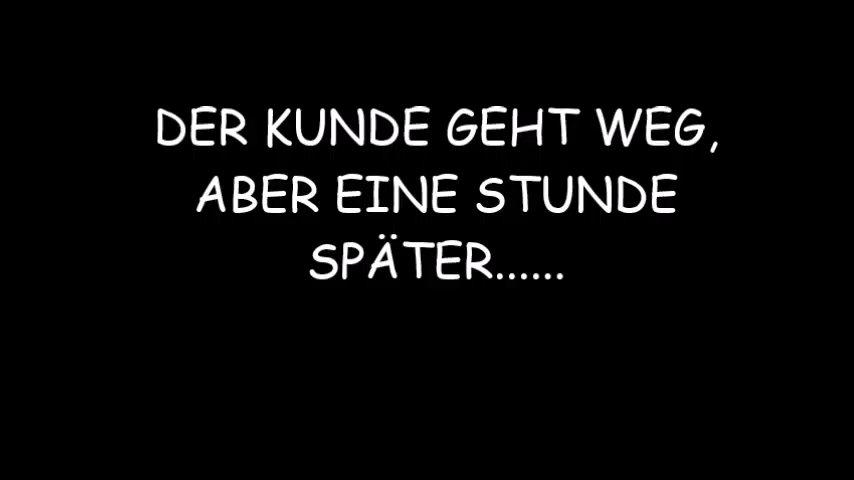 DER KUNDE GEHT WEG,
ABER EINE STUNDE
SPÄTER......